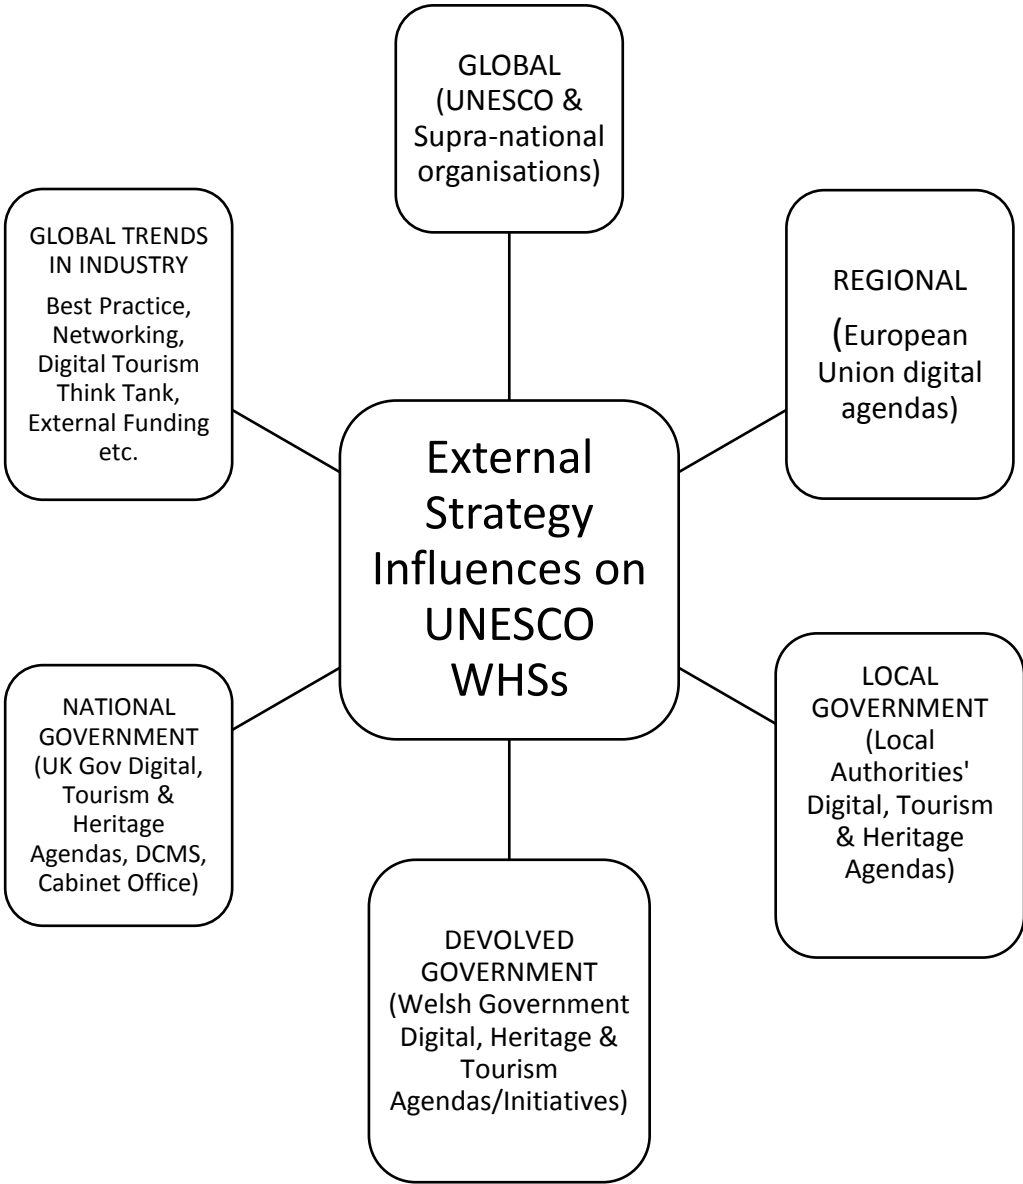 GLOBAL
(UNESCO &
Supra-national
organisations)
GLOBAL TRENDS
IN INDUSTRY
Best Practice,
Networking,
Digital Tourism
Think Tank,
External Funding
etc.
REGIONAL
(European
Union digital
agendas)
External
Strategy
Influences on
UNESCO
WHSs
NATIONAL
GOVERNMENT
(UK Gov Digital,
Tourism &
Heritage
Agendas, DCMS,
Cabinet Office)
LOCAL
GOVERNMENT
(Local
Authorities'
Digital, Tourism
& Heritage
Agendas)
DEVOLVED
GOVERNMENT
(Welsh Government
Digital, Heritage &
Tourism
Agendas/Initiatives)